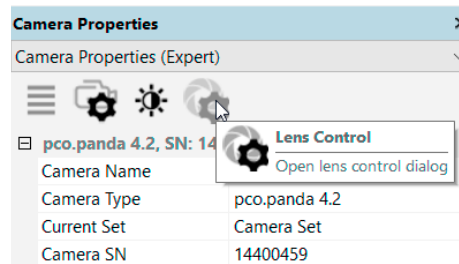 Camera Properties
Camera Properties (Expert)
pco.panda 4.2, SN: 14
Lens Control
Open lens control dialog
Camera Name
Camera Type pco.panda 4.2
Current Set Camera Set
Camera SN 14400459